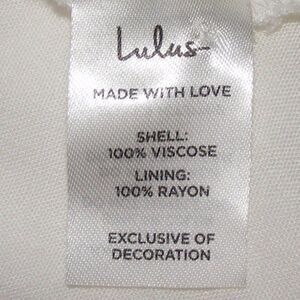 Lulus
MADE WITH LOVE
SHELL:
100% VISCOSE
LINING:
100% RAYON
EXCLUSIVE OF
DECORATION